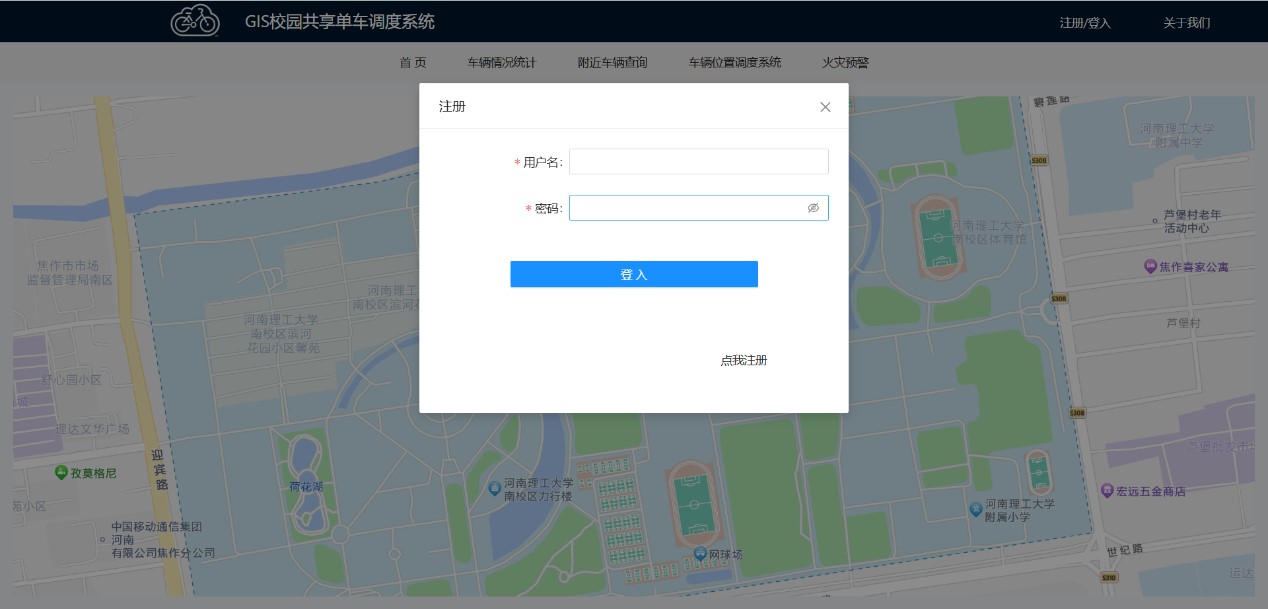 GIS校园共享单车调度系统
注册/登入
关于我们
首 页
车辆情况统计
附近车辆查询
车辆位置调度系统
火灾预警
注册
* 用户名:
* 密码:
登 入
点我注册
碧莲路
河南理工大学
附属中学
S308
芦堡村老年
活动中心
河南理工大学
南校区体育馆
焦作市市场
监督管理局南区
焦作喜家公寓
河南理工
南校区滨河
S308
河南理工大学
南校区滨河
花园小区馨苑
芦堡村
舒心园小区
S308
理达文华广场
迎宾路
孜莫格尼
荷花湖
河南理工大学
南校区力行楼
宏远五金商店
苑小区
河南理工大学
附属小学
中国移动通信集团
河南
有限公司焦作分公司
网球场
世纪路
S310
运达